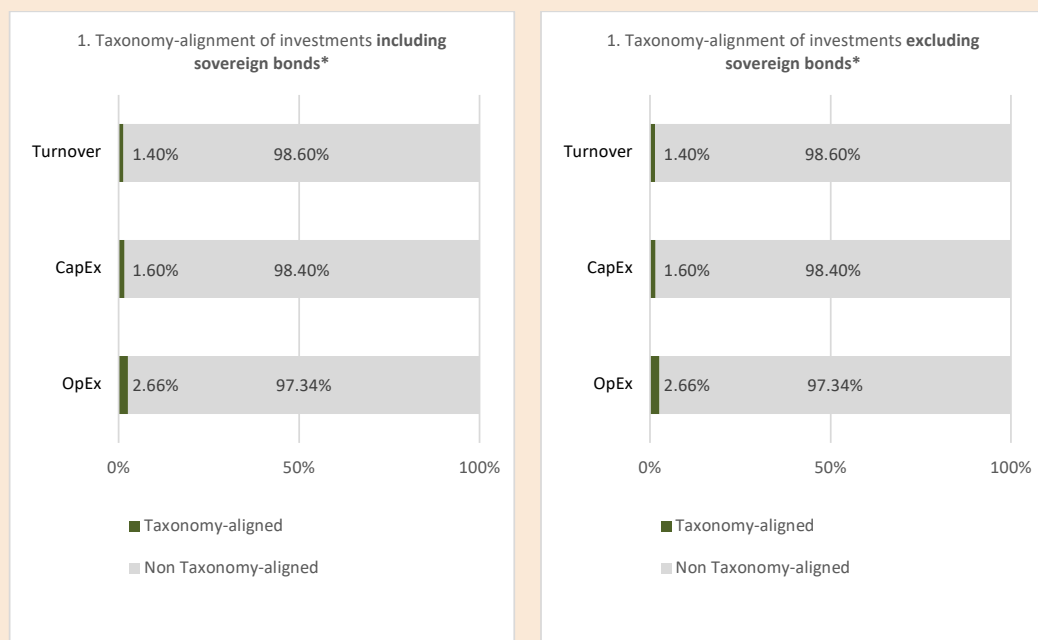 1. Taxonomy-alignment of investments including
sovereign bonds*
Turnover
1.40%
98.60%
CapEx
1.60%
98.40%
OpEx
2.66%
97.34%
0%
50%
100%
Taxonomy-aligned
Non Taxonomy-aligned
1. Taxonomy-alignment of investments excluding
sovereign bonds*
Turnover
1.40%
98.60%
CapEx
1.60%
98.40%
OpEx
2.66%
97.34%
0%
50%
100%
Taxonomy-aligned
Non Taxonomy-aligned